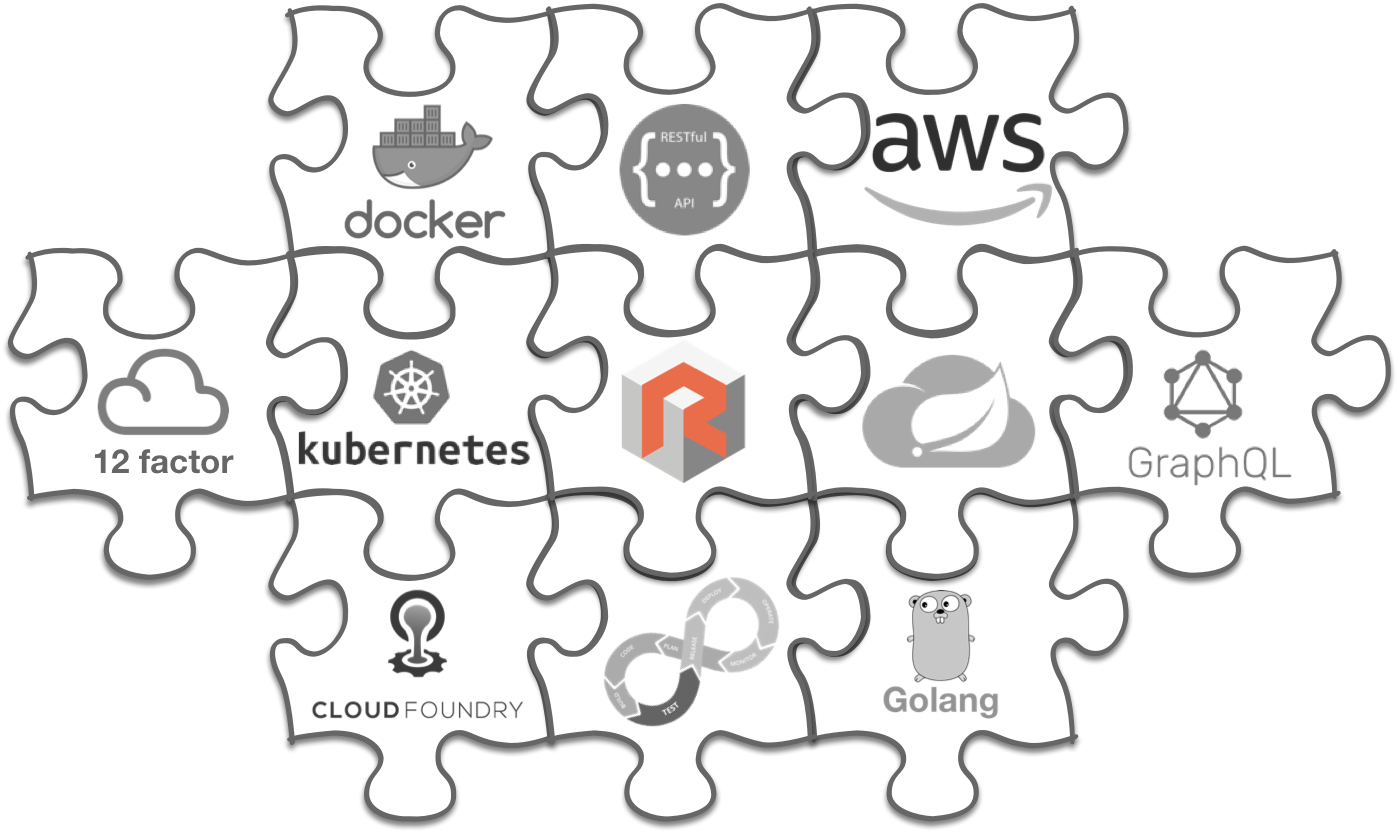 RESTful
API
aws
docker
12 factor
kubernetes
R
GraphQL
CLOUD FOUNDRY
DEPLOY
OPERATE
CODE
PLAN
RELEASE
MONITOR
BUILD
TEST
Golang